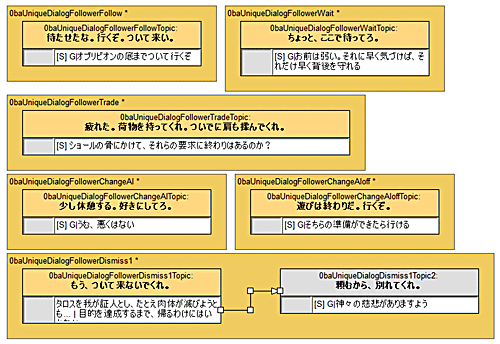 0baUniqueDialogFollowerFollow *
0baUniqueDialogFollowerFollowTopic:
待たせたな。行くぞ。ついて来い。
[S] G|オブリビオンの底までついて行くぞ
0baUniqueDialogFollowerWait *
0baUniqueDialogFollowerWaitTopic:
ちょっと、ここで待ってろ。
[S] G|お前は弱い。それに早く気づけば、そ
れだけ早く背後を守れる
0baUniqueDialogFollowerTrade *
0baUniqueDialogFollowerTradeTopic:
疲れた。荷物を持ってくれ。ついでに肩も揉んでくれ。
[S] ショールの骨にかけて、それらの要求に終わりはあるのか？
0baUniqueDialogFollowerChangeAI *
0baUniqueDialogFollowerChangeAITopic:
少し休憩する。好きにしてろ。
[S] G|うむ、悪くはない
0baUniqueDialogFollowerChangeAIoff *
0baUniqueDialogFollowerChangeAIoffTopic:
遊びは終わりだ。行くぞ。
[S] G|そちらの準備ができたら行ける
0baUniqueDialogFollowerDismiss1 *
0baUniqueDialogFollowerDismiss1Topic:
もう、ついて来ないでくれ。
タロスを我が証人とし、たとえ肉体が滅びようと
も... | 目的を達成するまで、帰るわけにはい
0baUniqueDialogDismiss1Topic2:
頼むから、別れてくれ。
[S] G|神々の慈悲がありますよう